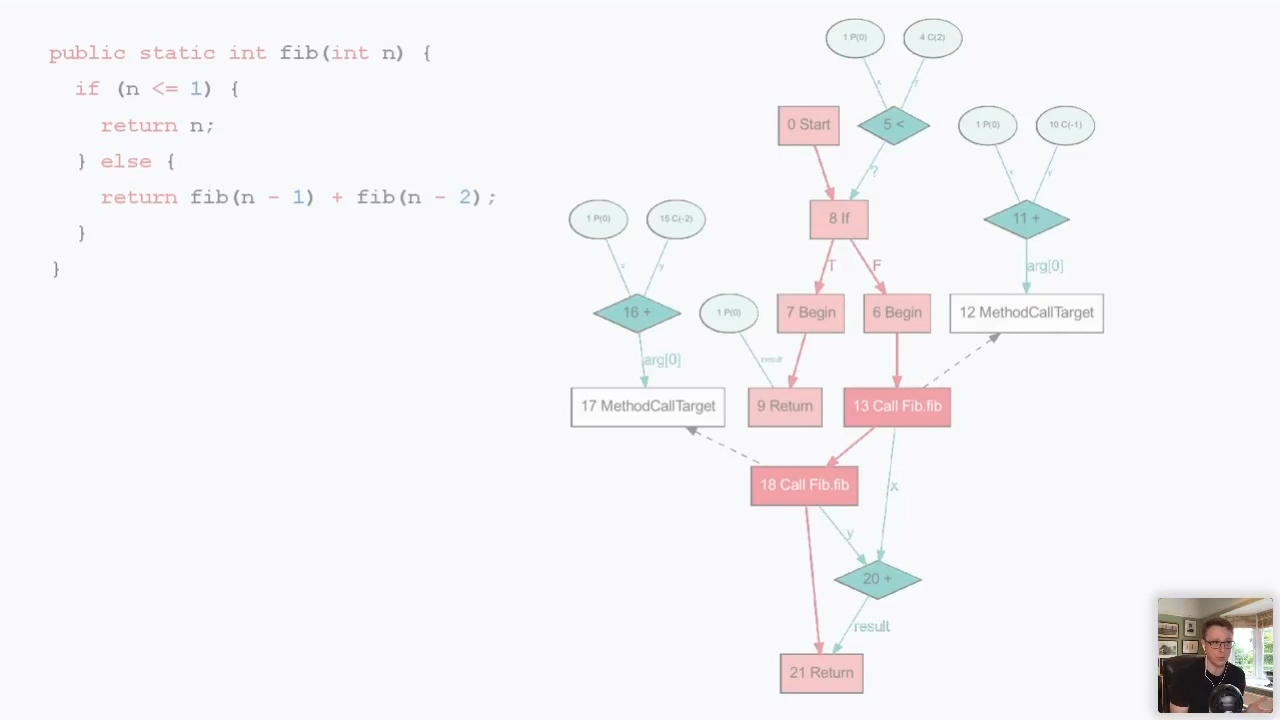 public static int fib(int n) {
if (n <= 1) {
return n;
} else {
return fib(n - 1) + fib(n - 2);
}
}
1 P(0)
4 C(2)
x
y
0 Start
5 <
1 P(0)
10 C(-1)
?
x
y
1 P(0)
15 C(-2)
8 If
11 +
x
y
T
F
arg[0]
16 +
1 P(0)
7 Begin
6 Begin
12 MethodCallTarget
arg[0]
result
17 MethodCallTarget
9 Return
13 Call Fib.fib
18 Call Fib.fib
x
y
20 +
result
21 Return